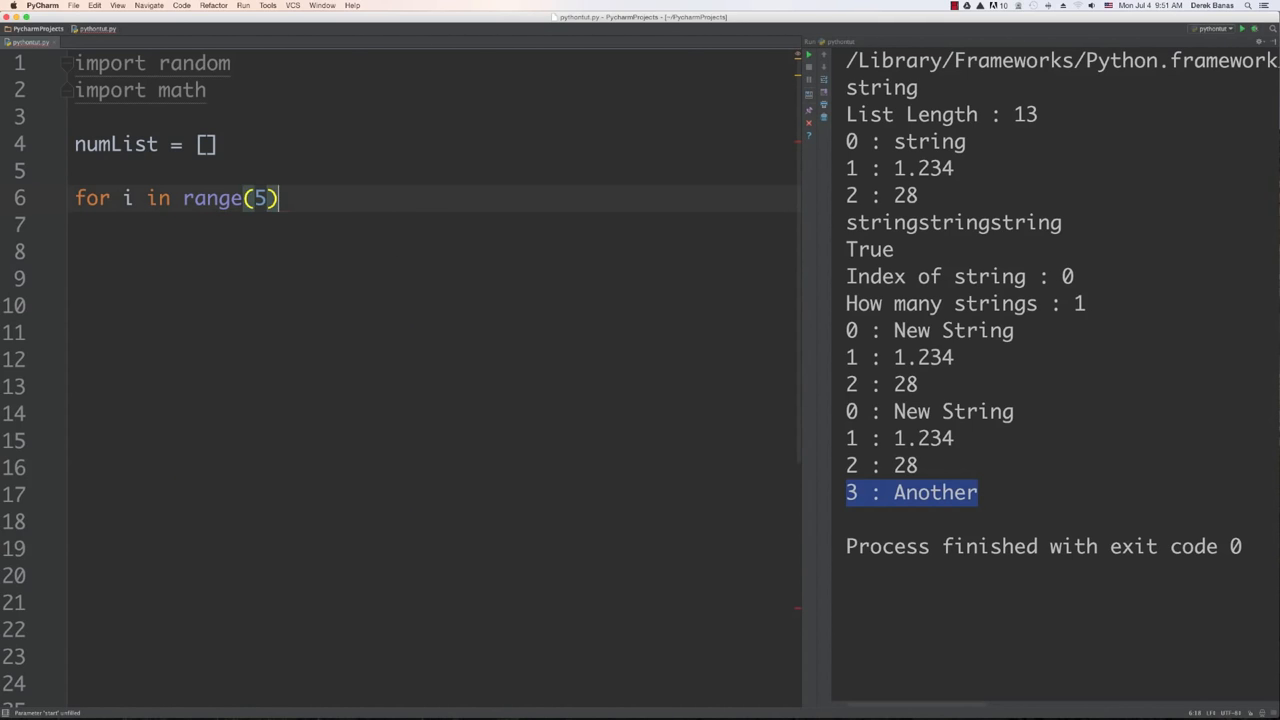 PyCharm File Edit View Navigate Code Refactor Run Tools VCS Window Help
10 Mon Jul 4 9:51 AM Derek Banas
pythontut.py - PycharmProjects - [~/PycharmProjects]
PycharmProjects pythontut.py
pythontut
pythontut.py
Run: pythontut
1 import random
2 import math
3
4 numList = []
5
6 for i in range(5)
7
8
9
10
11
12
13
14
15
16
17
18
19
20
21
22
23
24
/Library/Frameworks/Python.framework
string
List Length : 13
0 : string
1 : 1.234
2 : 28
stringstringstring
True
Index of string : 0
How many strings : 1
0 : New String
1 : 1.234
2 : 28
0 : New String
1 : 1.234
2 : 28
3 : Another
Process finished with exit code 0
Parameter "start" unfilled
6:18 LF‡ UTF-8‡